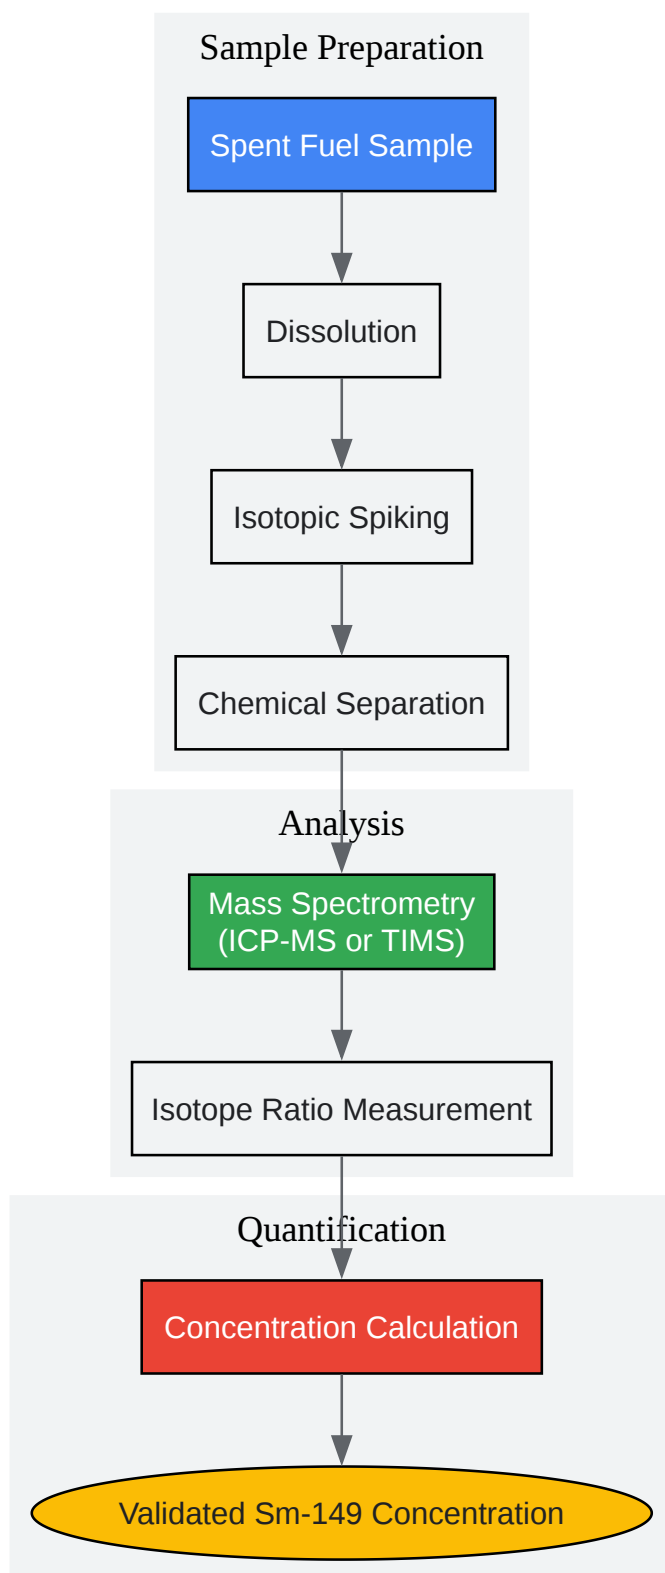 Sample Preparation
Spent Fuel Sample
Dissolution
Isotopic Spiking
Chemical Separation
Analysis
Mass Spectrometry
(ICP-MS or TIMS)
Isotope Ratio Measurement
Quantification
Concentration Calculation
Validated Sm-149 Concentration